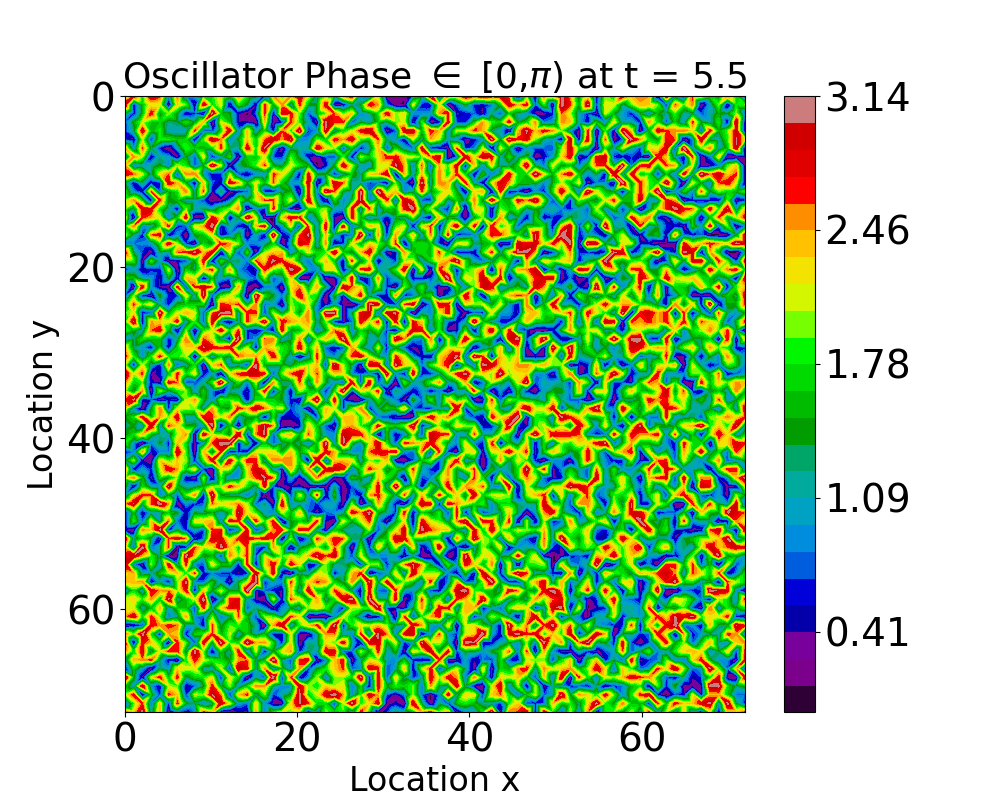 Oscillator Phase ∈ [0,π) at t = 5.5
0
20
40
60
Location y
0 20 40 60
Location x
3.14
2.46
1.78
1.09
0.41